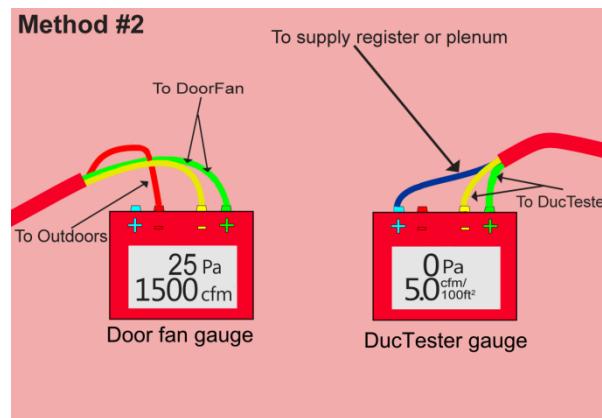 Method #2
To supply register or plenum
To DoorFan
To Outdoors
To DucTeste
+ - - +
+ - - +
25 Pa
1500 cfm
0 Pa
5.0 cfm/
100ft²
Door fan gauge
DucTester gauge